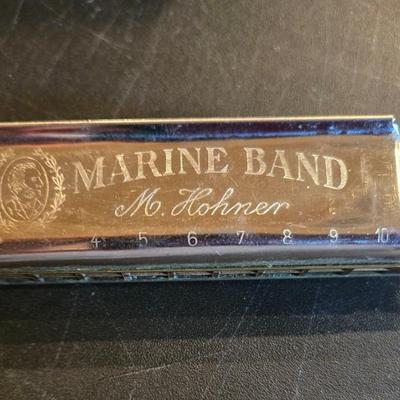 MARINE BAND
M. Hohner
4 5 6 7 8 9 10